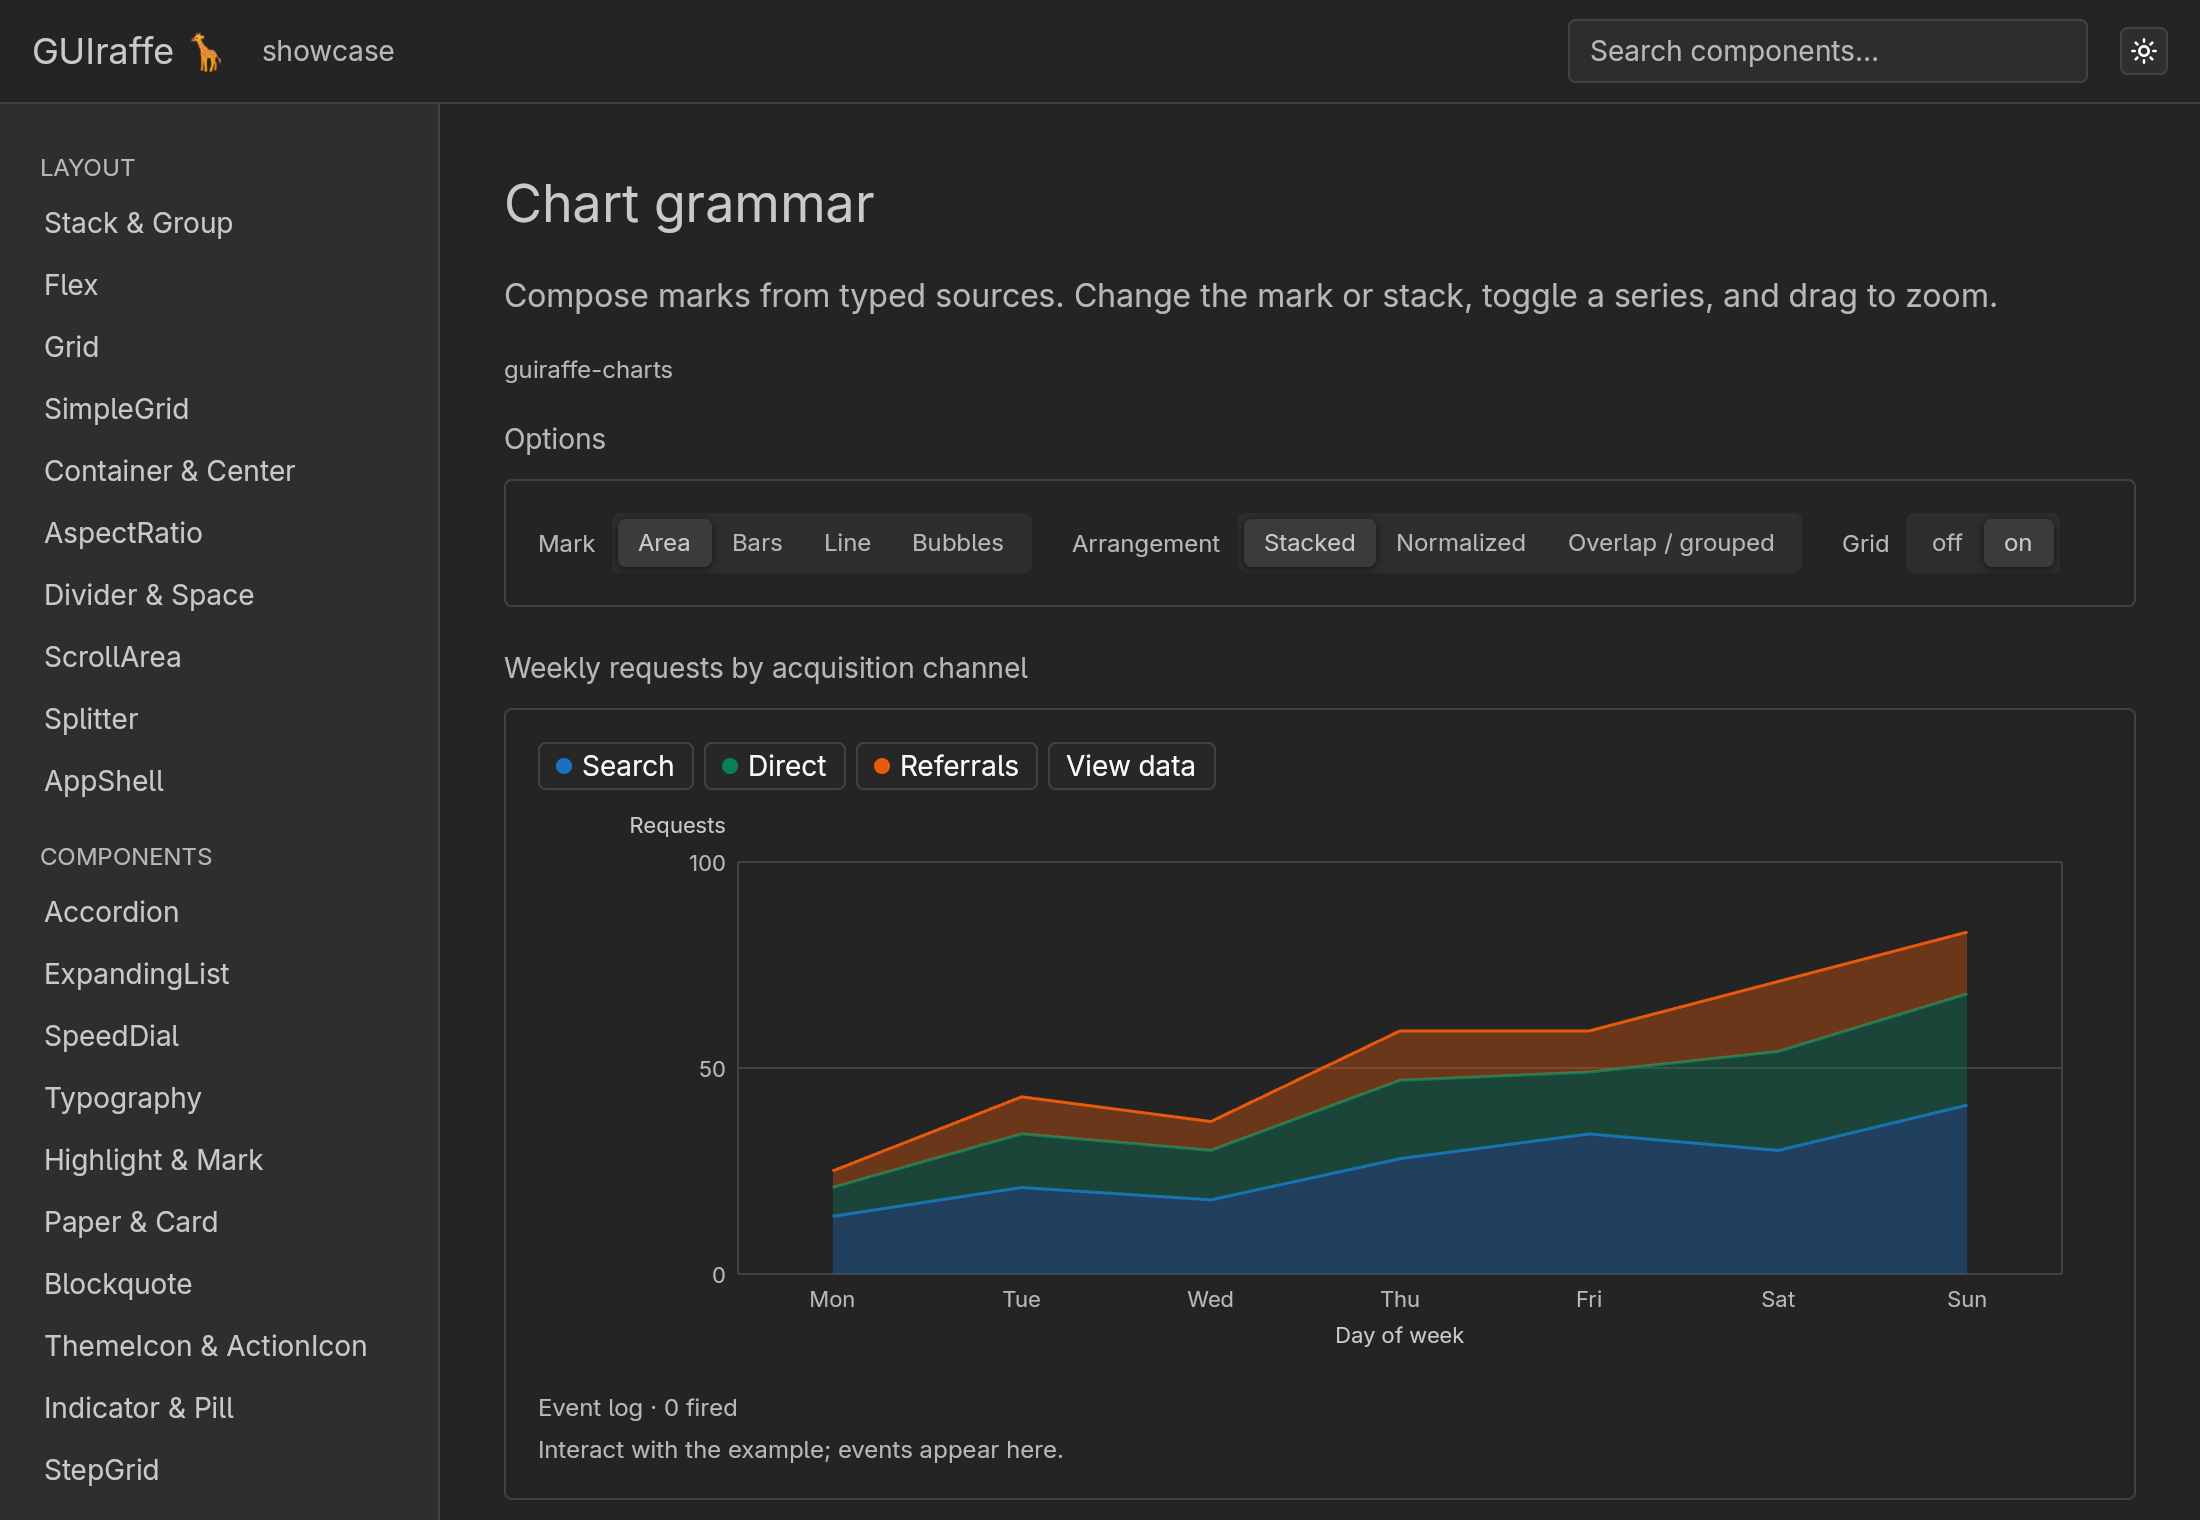 GUIraffe 🦒 showcase
Search components...
LAYOUT
Stack & Group
Flex
Grid
SimpleGrid
Container & Center
AspectRatio
Divider & Space
ScrollArea
Splitter
AppShell
COMPONENTS
Accordion
ExpandingList
SpeedDial
Typography
Highlight & Mark
Paper & Card
Blockquote
ThemeIcon & ActionIcon
Indicator & Pill
StepGrid
Chart grammar
Compose marks from typed sources. Change the mark or stack, toggle a series, and drag to zoom.
guiraffe-charts
Options
Mark Area Bars Line Bubbles Arrangement Stacked Normalized Overlap / grouped Grid off on
Weekly requests by acquisition channel
Search Direct Referrals View data
Requests
100
50
0
Mon Tue Wed Thu Fri Sat Sun
Day of week
Event log · 0 fired
Interact with the example; events appear here.